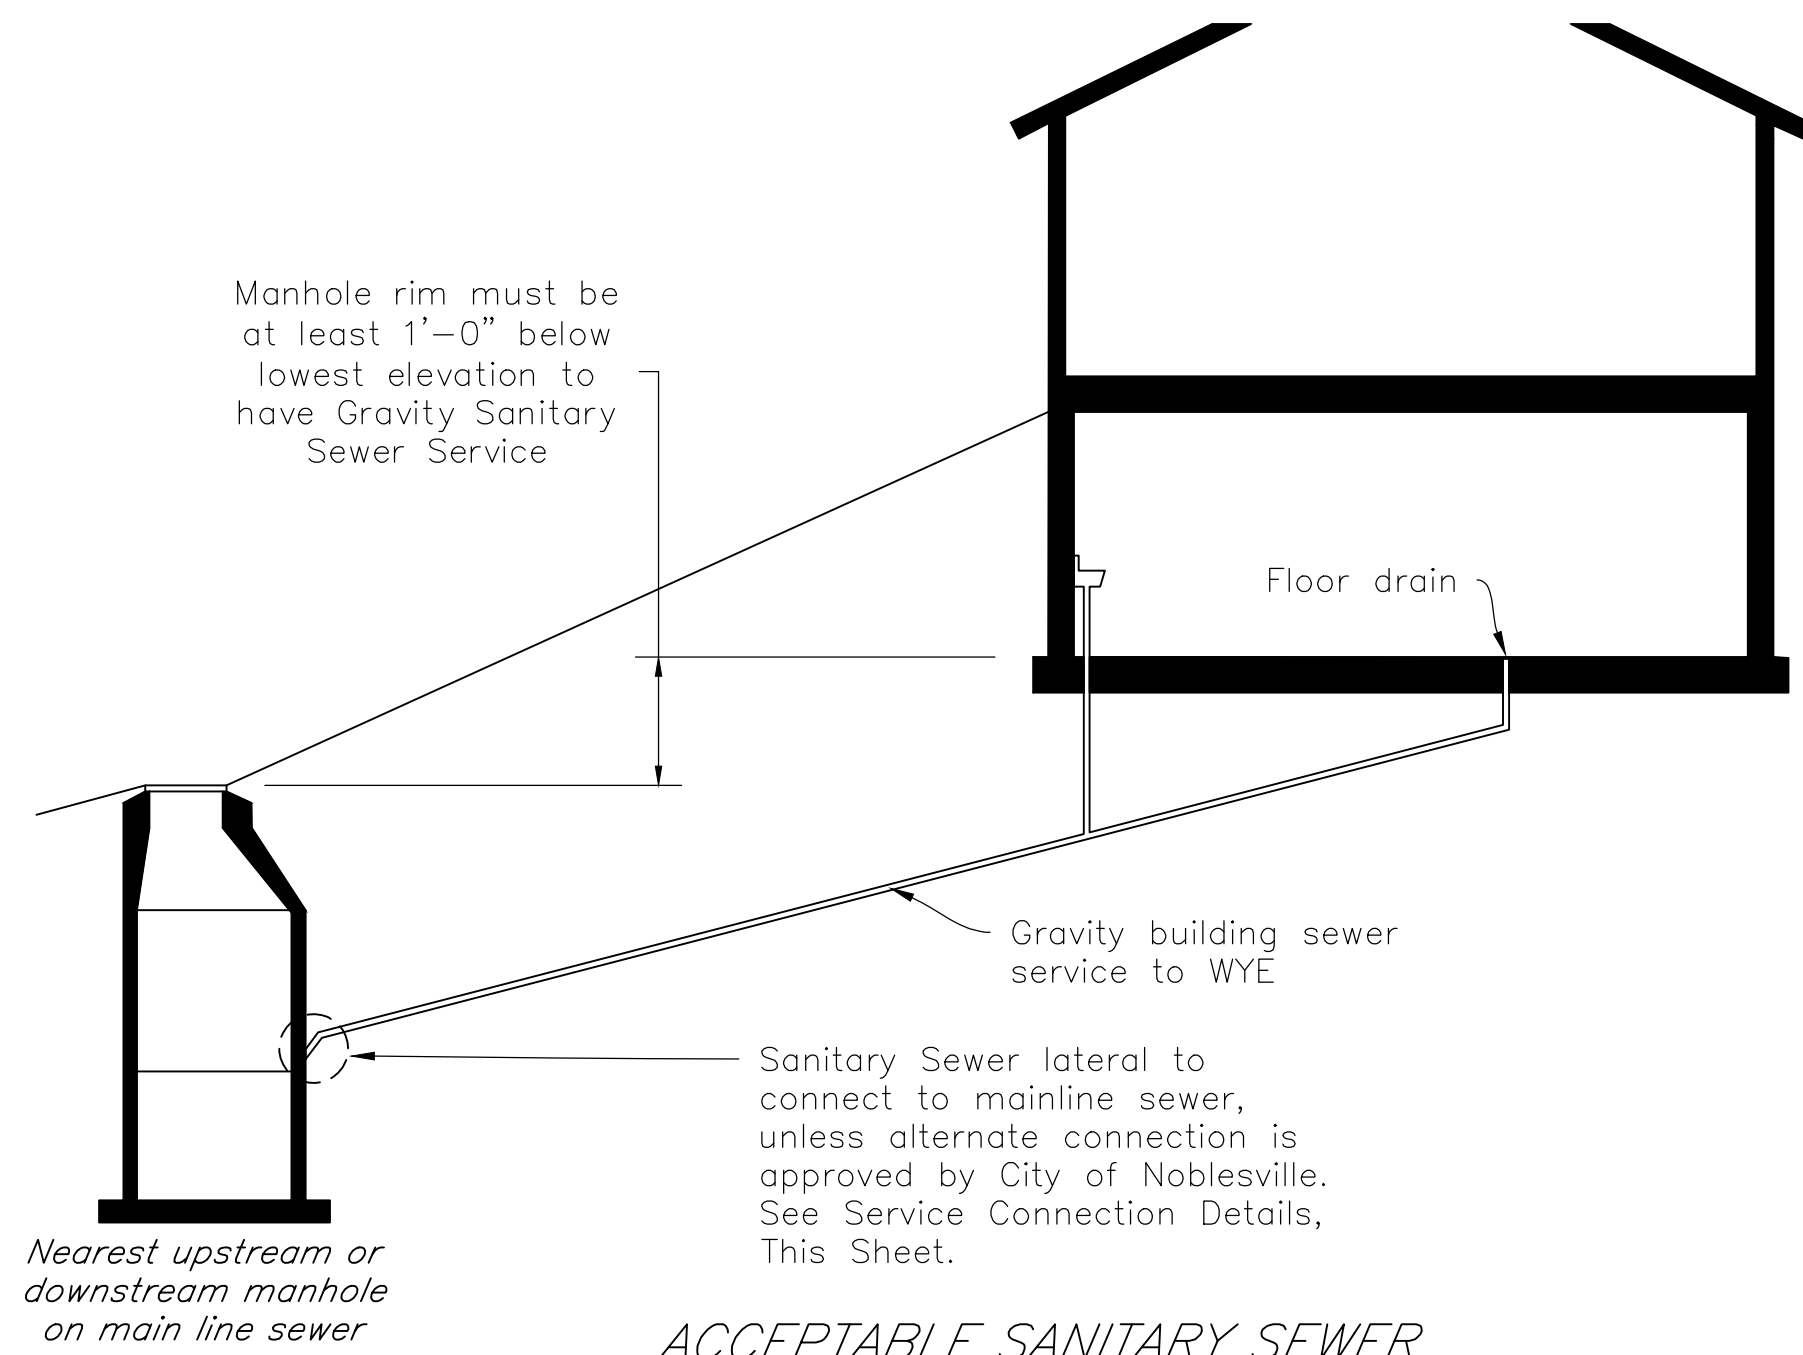 Manhole rim must be
at least 1'-0" below
lowest elevation to
have Gravity Sanitary
Sewer Service
Floor drain
Gravity building sewer
service to WYE
Sanitary Sewer lateral to
connect to mainline sewer,
unless alternate connection is
approved by City of Noblesville.
See Service Connection Details,
This Sheet.
Nearest upstream or
downstream manhole
on main line sewer
ACCEPTABLE SANITARY SEWER